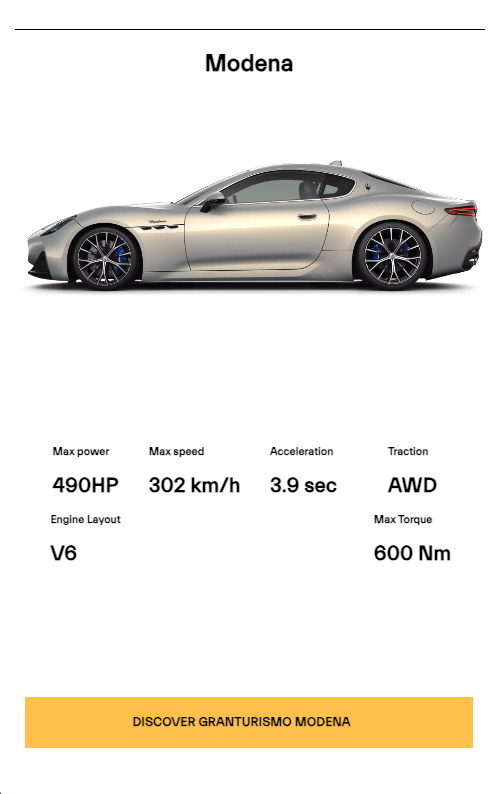 Modena
Max power
Max speed
Acceleration
Traction
490HP
302 km/h
3.9 sec
AWD
Engine Layout
Max Torque
V6
600 Nm
DISCOVER GRANTURISMO MODENA